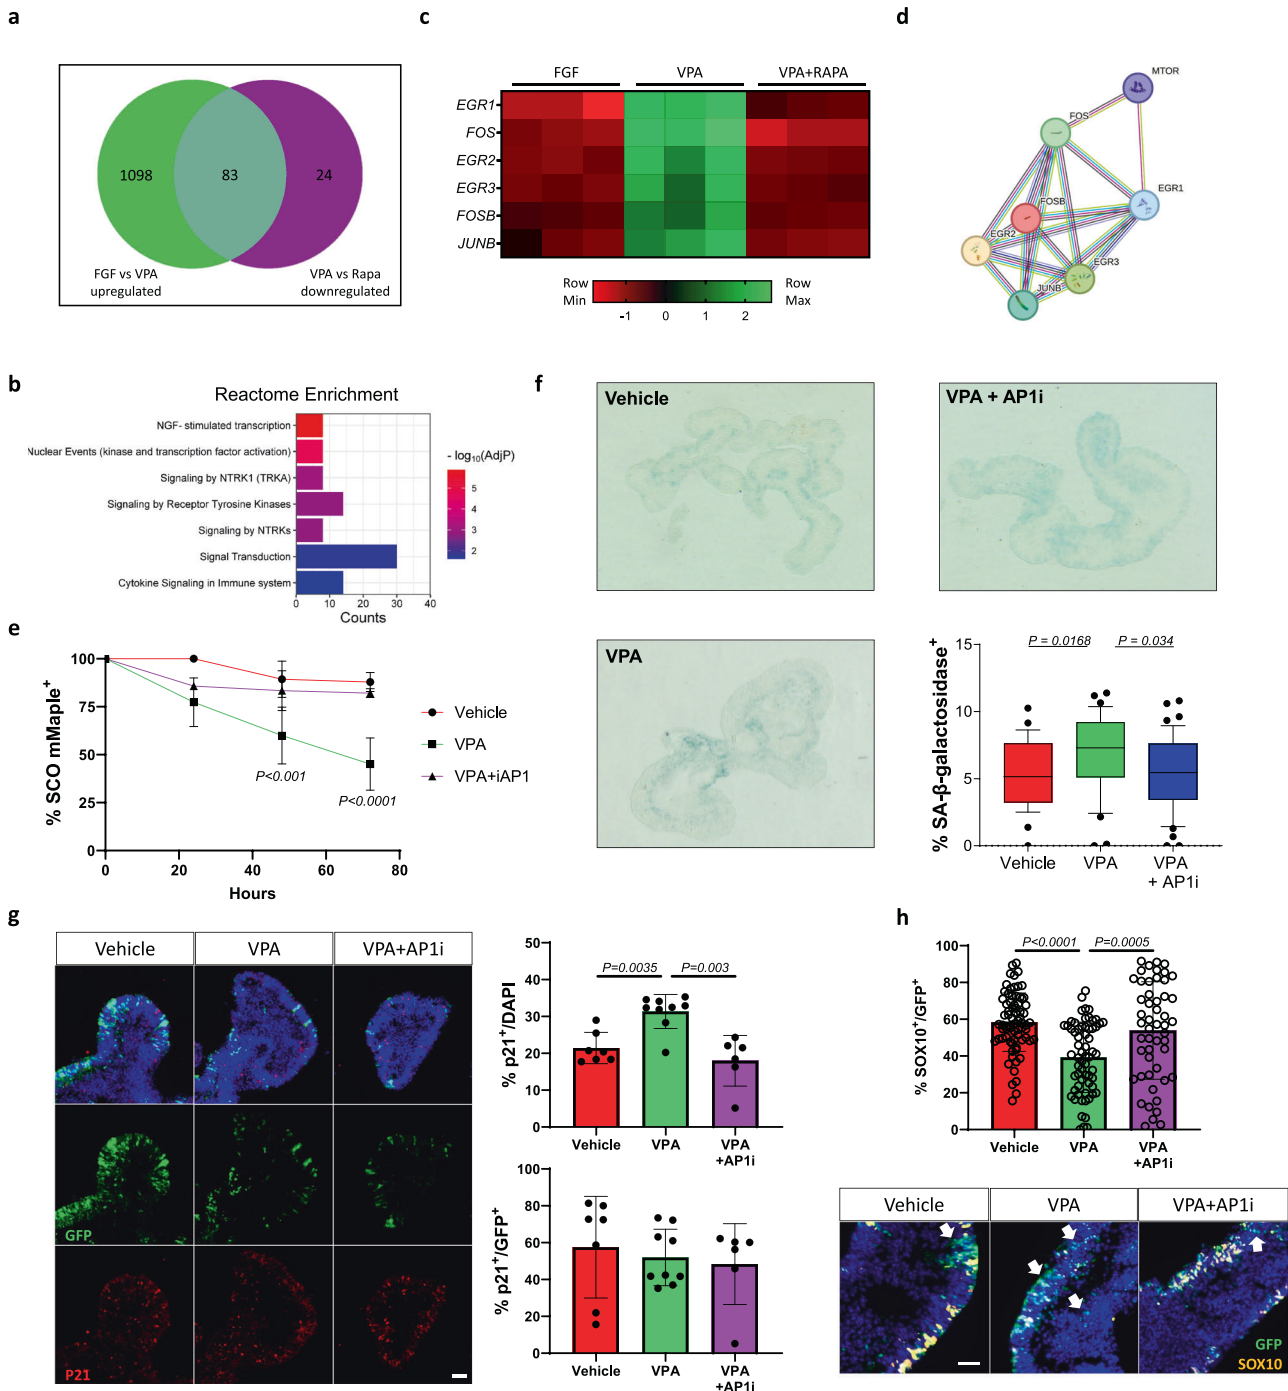 a
1098
83
24
FGF vs VPA
upregulated
VPA vs Rapa
downregulated
c
FGF
VPA
VPA+RAPA
EGR1
FOS
EGR2
EGR3
FOSB
JUNB
Row
Min
Row
Max
-1
0
1
2
d
MTOR
FOS
EGR1
FOSB
EGR2
EGR3
JUNB
b
Reactome Enrichment
NGF- stimulated transcription
Nuclear Events (kinase and transcription factor activation)
Signaling by NTRK1 (TRKA)
Signaling by Receptor Tyrosine Kinases
Signaling by NTRKs
Signal Transduction
Cytokine Signaling in Immune system
0
10
20
30
40
Counts
- log10(AdjP)
5
4
3
2
e
% SCO mMaple+
100
75
50
25
0
0
20
40
60
80
Hours
P<0.001
P<0.0001
Vehicle
VPA
VPA+iAP1
f
Vehicle
VPA + AP1i
VPA
% SA-β-galactosidase+
15
10
5
0
P = 0.0168
P = 0.034
Vehicle
VPA
VPA
+ AP1i
g
Vehicle
VPA
VPA+AP1i
GFP
P21
% p21+/DAPI
50
40
30
20
10
0
P=0.0035
P=0.003
Vehicle
VPA
VPA
+AP1i
% p21+/GFP+
100
80
60
40
20
0
Vehicle
VPA
VPA
+AP1i
h
% SOX10+/GFP+
100
80
60
40
20
0
P<0.0001
P=0.0005
Vehicle
VPA
VPA
+AP1i
Vehicle
VPA
VPA+AP1i
GFP
SOX10